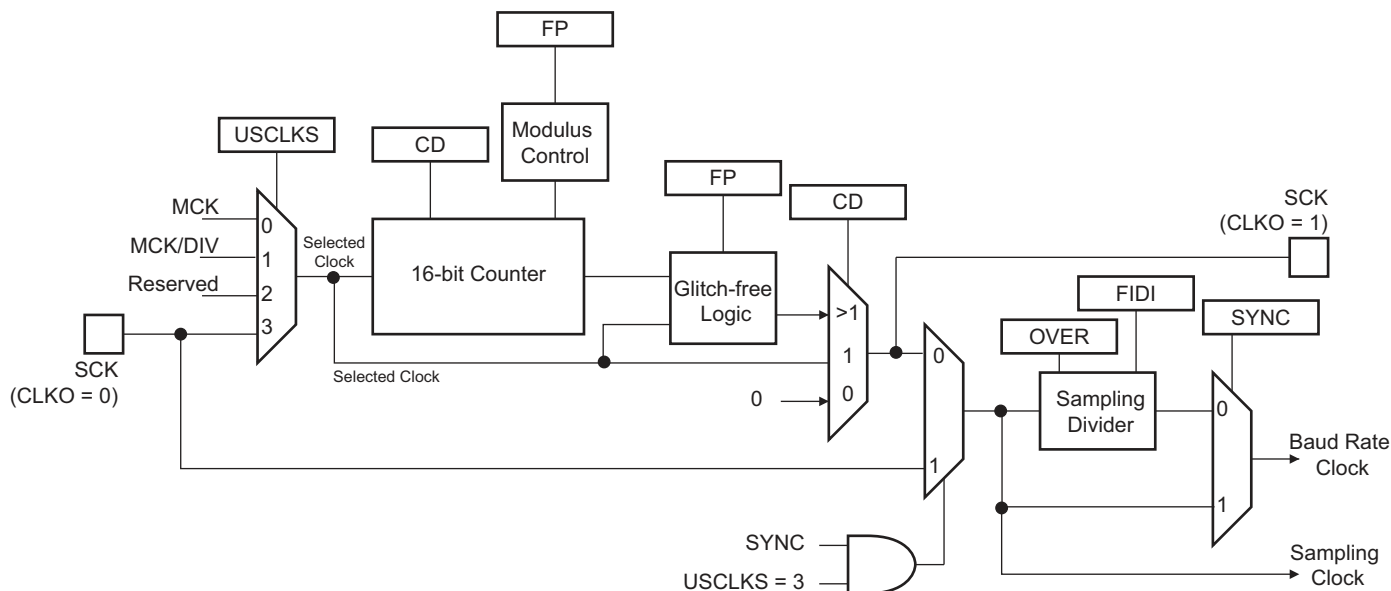 FP
USCLKS
CD
Modulus
Control
FP
CD
SCK
(CLKO = 1)
MCK
0
MCK/DIV
1
Reserved
2
3
Selected
Clock
16-bit Counter
Glitch-free
Logic
>1
1
0
0
Selected Clock
SCK
(CLKO = 0)
FIDI
OVER
SYNC
0
1
Sampling
Divider
0
1
Baud Rate
Clock
SYNC
USCLKS = 3
Sampling
Clock